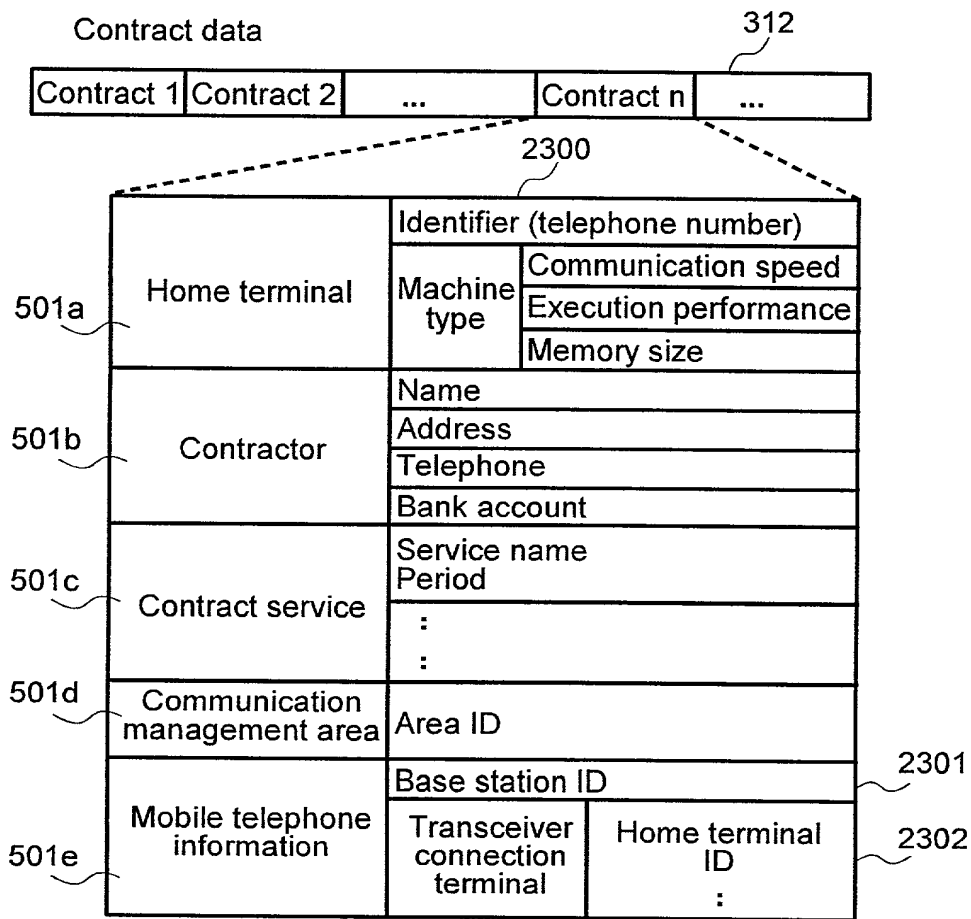 Contract data
312
Contract 1 Contract 2 ... Contract n ...
2300
Identifier (telephone number)
501a
Home terminal
Machine
type
Communication speed
Execution performance
Memory size
501b
Contractor
Name
Address
Telephone
Bank account
501c
Contract service
Service name
Period
:
:
501d
Communication
management area
Area ID
501e
Mobile telephone
information
Base station ID
2301
Transceiver
connection
terminal
Home terminal
ID
:
2302